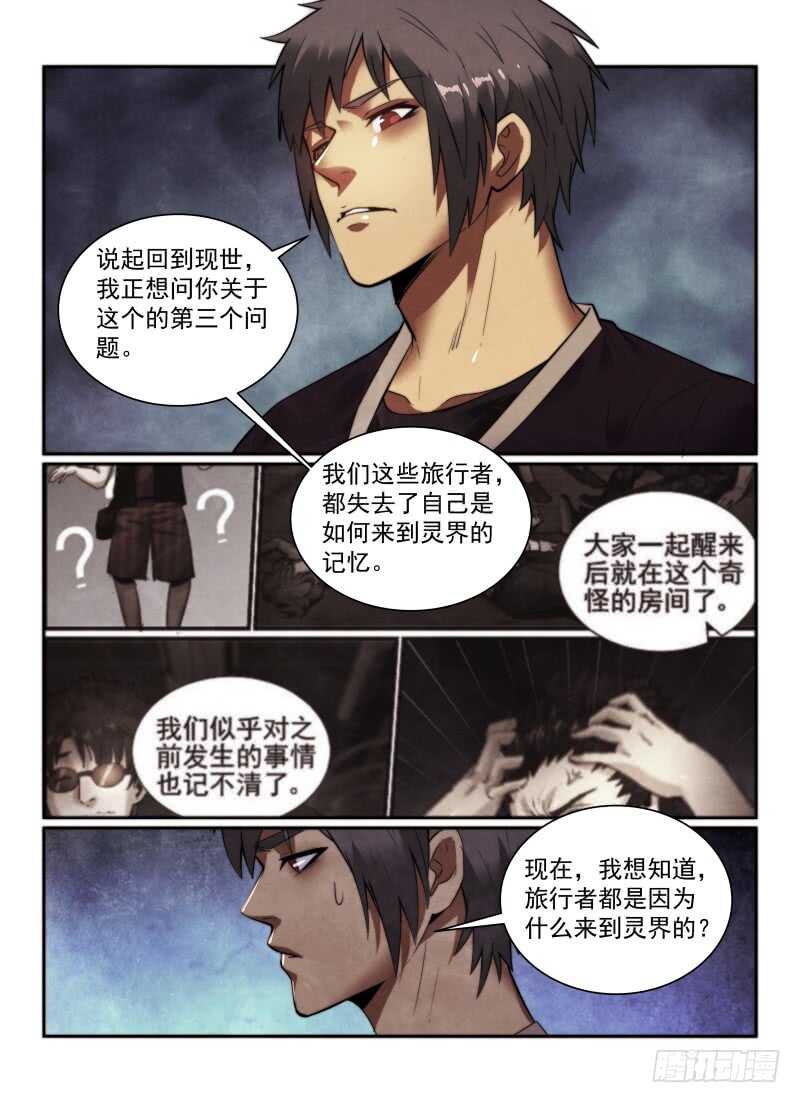 说起回到现世，
我正想问你关于
这个的第三个问
题。
我们这些旅行者，
都失去了自己是
如何来到灵界的
记忆。
?
?
大家一起醒来
后就在这个奇
怪的房间了。
我们似乎对之
前发生的事情
也记不清了。
现在，我想知道，
旅行者都是因为
什么来到灵界的？
腾讯动漫